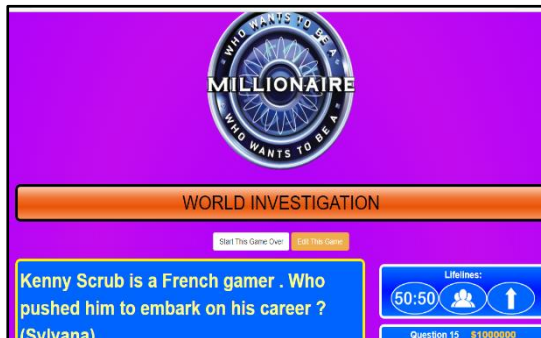 WHO WANTS TO BE A
MILLIONAIRE
WHO WANTS TO BE A
WORLD INVESTIGATION
Start This Game Over Edit This Game
Kenny Scrub is a French gamer . Who
pushed him to embark on his career ?
(Sylvana)
Lifelines:
50:50
Question 15 $1000000